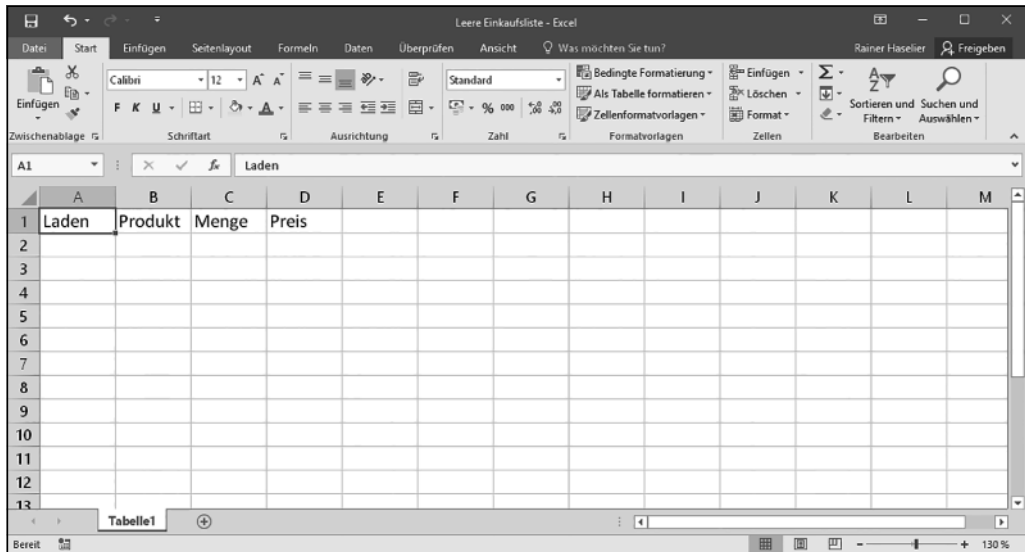 Leere Einkaufsliste - Excel
Datei Start Einfügen Seitenlayout Formeln Daten Überprüfen Ansicht Was möchten Sie tun? Rainer Haselier Freigeben
Calibri 12 A A Standard Bedingte Formatierung Einfügen Σ
Einfügen F K U A % 000 Als Tabelle formatieren Löschen Sortieren und Filtern Suchen und Auswählen
Zellenformatvorlagen Format
Zwischenablage Schriftart Ausrichtung Zahl Formatvorlagen Zellen Bearbeiten
A1 fx Laden
A B C D E F G H I J K L M
1 Laden Produkt Menge Preis
2
3
4
5
6
7
8
9
10
11
12
13
Tabelle1
Bereit 130 %